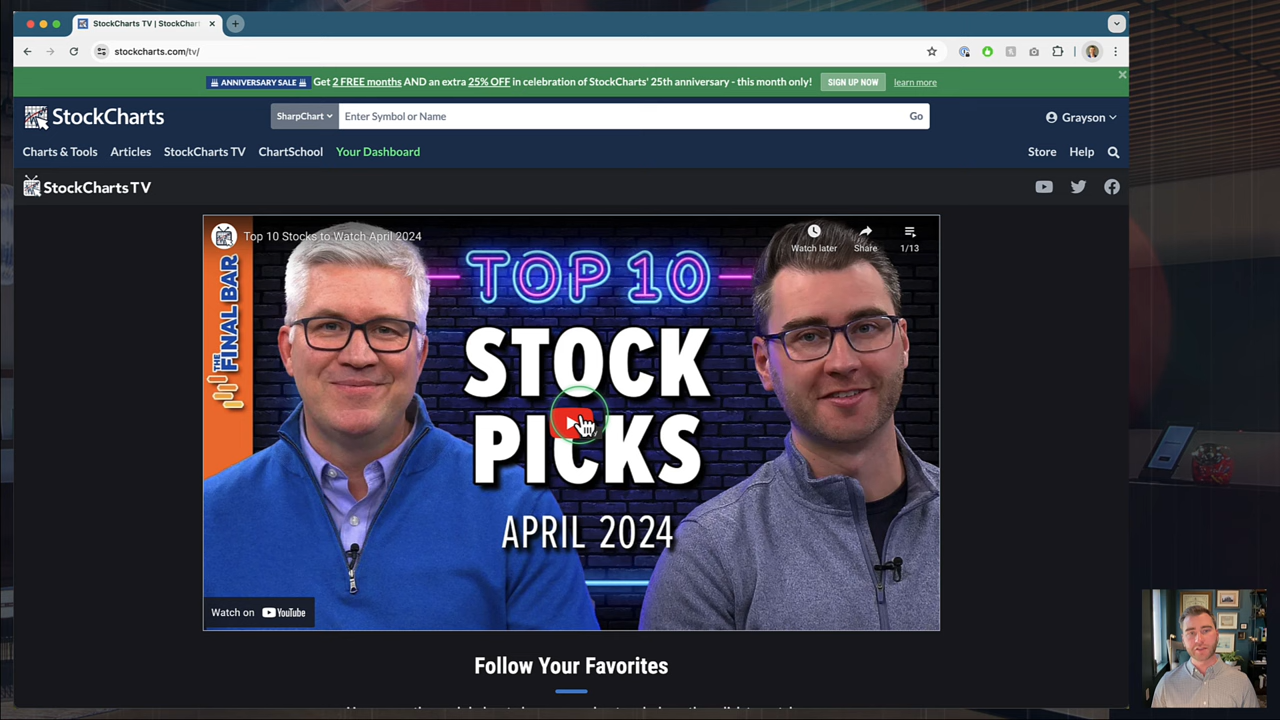 StockCharts TV | StockChar
stockcharts.com/tv/
ANNIVERSARY SALE Get 2 FREE months AND an extra 25% OFF in celebration of StockCharts' 25th anniversary - this month only! SIGN UP NOW learn more
StockCharts
SharpChart Enter Symbol or Name Go
Grayson
Charts & Tools Articles StockCharts TV ChartSchool Your Dashboard Store Help
StockCharts TV
Top 10 Stocks to Watch April 2024
Watch later Share 1/13
THE FINAL BAR
TOP 10
STOCK
PICKS
APRIL 2024
Watch on YouTube
Follow Your Favorites